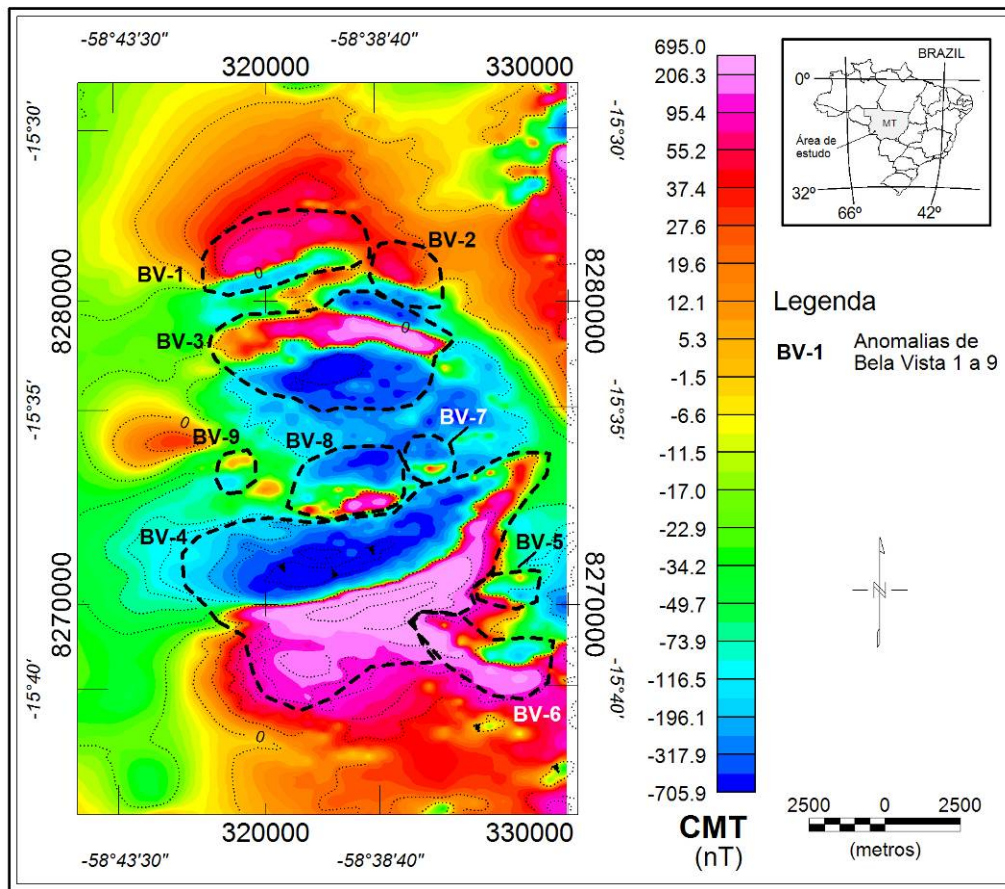 -58°43'30"
-58°38'40"
320000
330000
-15°30'
-15°30'
BV-1
BV-2
0
8280000
8280000
BV-3
0
-15°35'
-15°35'
0
BV-9
BV-8
BV-7
BV-4
BV-5
8270000
8270000
-15°40'
-15°40'
BV-6
0
320000
330000
-58°43'30"
-58°38'40"
695.0
206.3
95.4
55.2
37.4
27.6
19.6
12.1
5.3
-1.5
-6.6
-11.5
-17.0
-22.9
-34.2
-49.7
-73.9
-116.5
-196.1
-317.9
-705.9
CMT
(nT)
BRAZIL
0º
MT
Área de
estudo
32º
66º
42º
Legenda
BV-1
Anomalias de
Bela Vista 1 a 9
N
2500
0
2500
(metros)